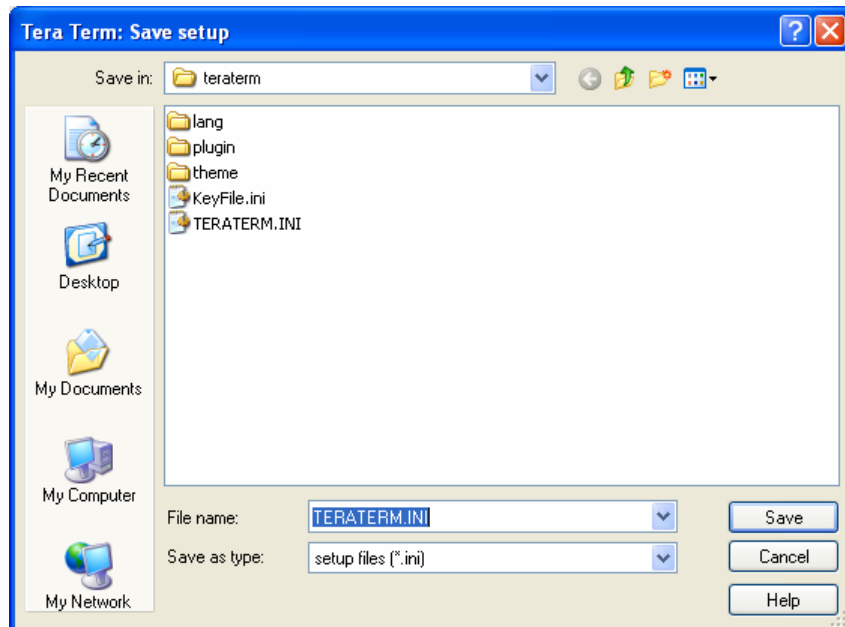 Tera Term: Save setup
Save in:
teraterm
My Recent
Documents
Desktop
My Documents
My Computer
My Network
lang
plugin
theme
KeyFile.ini
TERATERM.INI
File name:
TERATERM.INI
Save
Save as type:
setup files (*.ini)
Cancel
Help